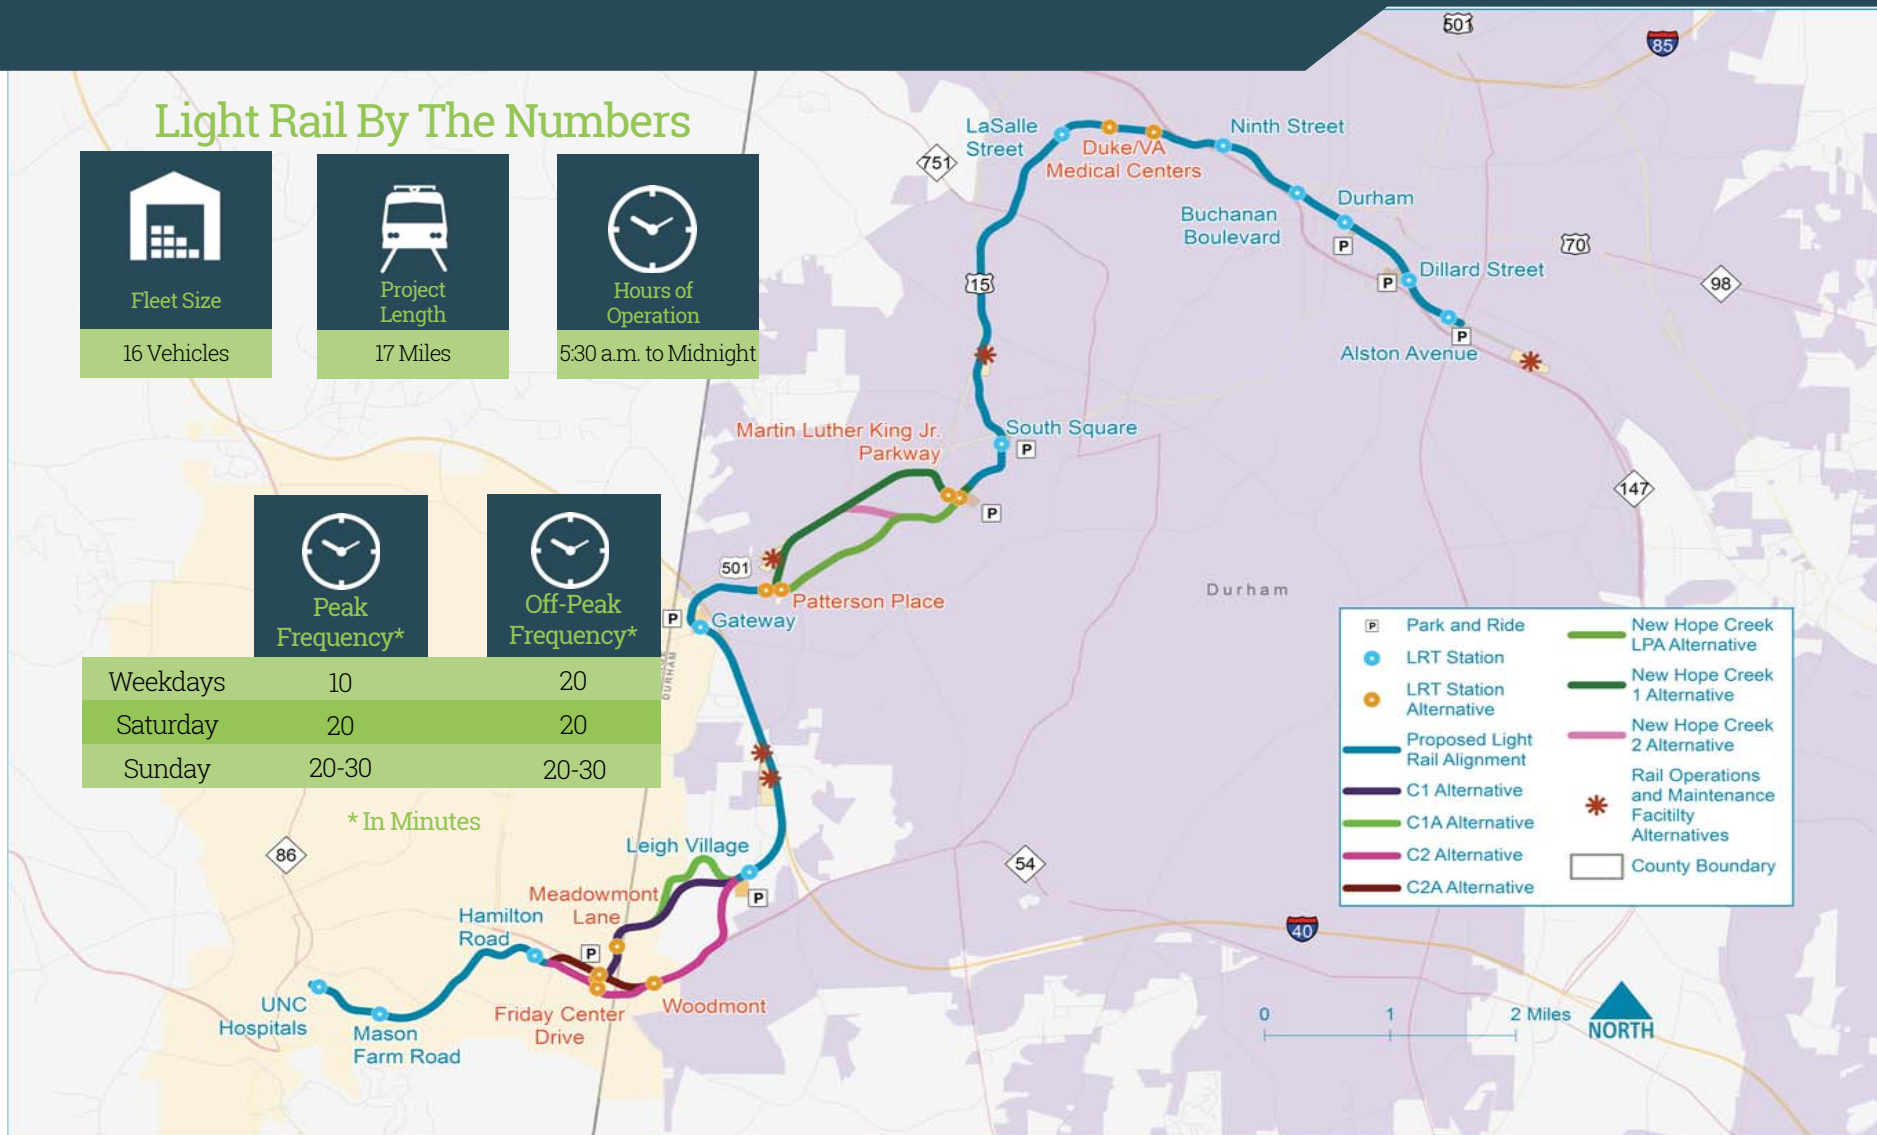 Light Rail By The Numbers
Fleet Size
16 Vehicles
Project
Length
17 Miles
Hours of
Operation
5:30 a.m. to Midnight
Peak
Frequency*
Off-Peak
Frequency*
Weekdays 10 20
Saturday 20 20
Sunday 20-30 20-30
* In Minutes
501
85
751
LaSalle
Street
Duke/VA
Medical Centers
Ninth Street
Buchanan
Boulevard
Durham
P
70
15
P
Dillard Street
98
P
Alston Avenue
Martin Luther King Jr.
Parkway
South Square
P
147
P
501
Patterson Place
P
Gateway
Durham
DURHAM
86
Leigh Village
P
54
Meadowmont
Lane
Hamilton
Road
P
40
UNC
Hospitals
Mason
Farm Road
Friday Center
Drive
Woodmont
P Park and Ride
LRT Station
LRT Station
Alternative
Proposed Light
Rail Alignment
C1 Alternative
C1A Alternative
C2 Alternative
C2A Alternative
New Hope Creek
LPA Alternative
New Hope Creek
1 Alternative
New Hope Creek
2 Alternative
Rail Operations
and Maintenance
Facitilty
Alternatives
County Boundary
0 1 2 Miles
NORTH